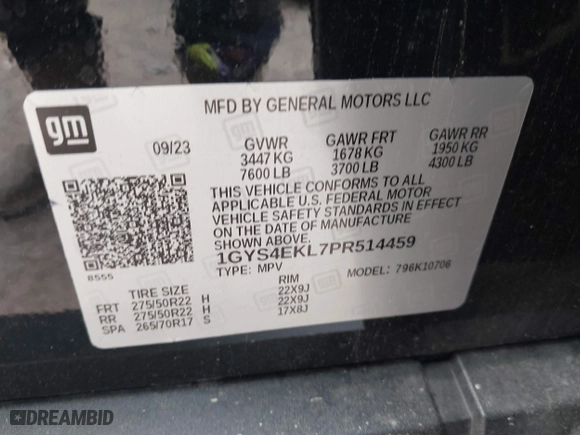 gm
MFD BY GENERAL MOTORS LLC
09/23 GVWR GAWR FRT GAWR RR
3447 KG 1678 KG 1950 KG
7600 LB 3700 LB 4300 LB
THIS VEHICLE CONFORMS TO ALL
APPLICABLE U.S. FEDERAL MOTOR
VEHICLE SAFETY STANDARDS IN EFFECT
ON THE DATE OF MANUFACTURE
SHOWN ABOVE.
1GYS4EKL7PR514459
8555 TYPE: MPV MODEL: 796K10706
TIRE SIZE RIM
FRT 275/50R22 H 22X9J
RR 275/50R22 H 22X9J
SPA 265/70R17 S 17X8J
DREAMBID